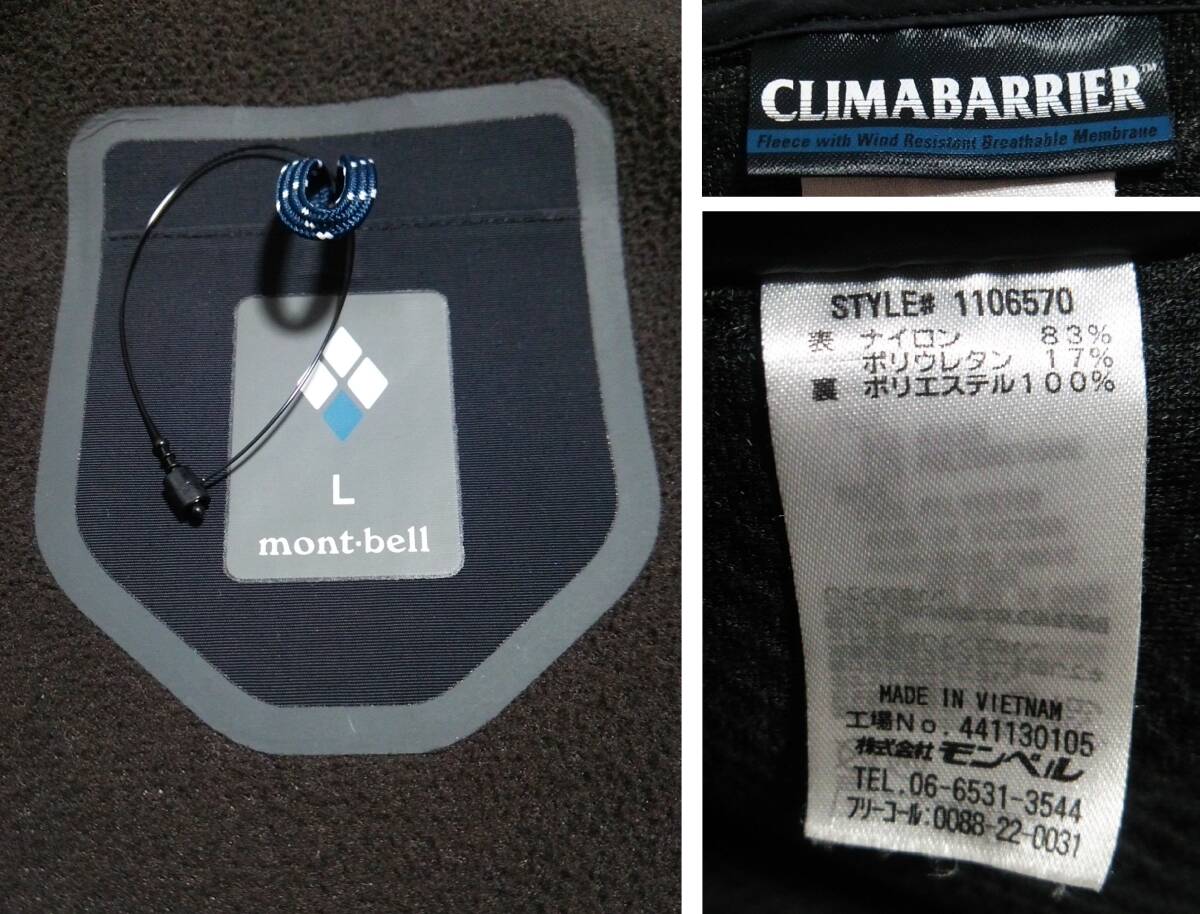 L
mont·bell
CLIMABARRIER™
Fleece with Wind Resistant Breathable Membrane
STYLE# 1106570
表 ナイロン 83%
ポリウレタン 17%
裏 ポリエステル100%
MADE IN VIETNAM
工場No. 441130105
株式会社 モンベル
TEL.06-6531-3544
フリーコール:0088-22-0031